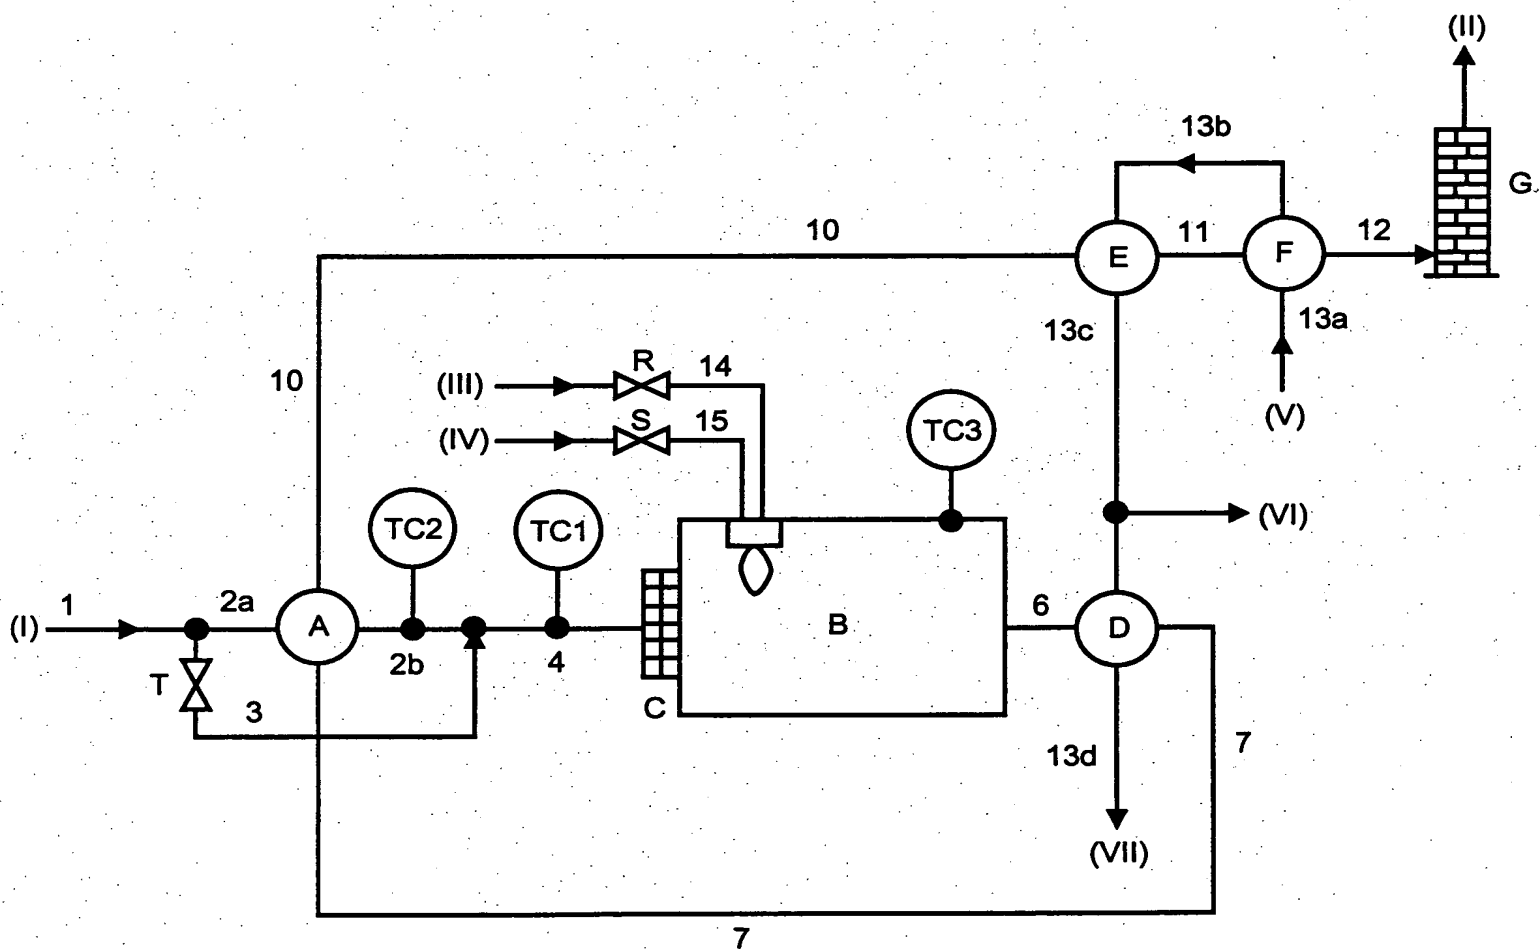 (II)
13b
G
10
11
12
E
F
13c
13a
10
(III)
R
14
(V)
(IV)
S
15
TC3
TC2
TC1
(VI)
(I)
1
2a
A
2b
4
B
6
D
T
3
C
13d
7
(VII)
7